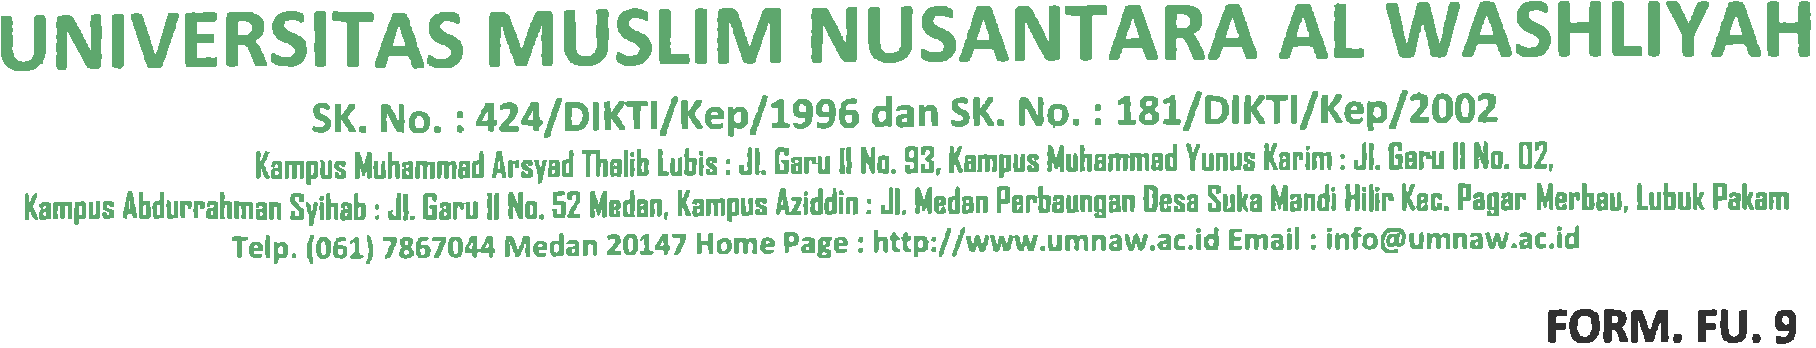 UNIVERSITAS MUSLIM NUSANTARA AL WASHLIYAH
SK. No. : 424/DIKTI/Kep/1996 dan SK. No. : 181/DIKTI/Kep/2002
Kampus Muhammad Arsyad Thalib Lubis : Jl. Garu II No. 93, Kampus Muhammad Yunus Karim : Jl. Garu II No. 02,
Kampus Abdurrahman Syihab : Jl. Garu II No. 52 Medan, Kampus Aziddin : Jl. Medan Perbaungan Desa Suka Mandi Hilir Kec. Pagar Merbau, Lubuk Pakam
Telp. (061) 7867044 Medan 20147 Home Page : http://www.umnaw.ac.id Email : info@umnaw.ac.id
FORM. FU. 9